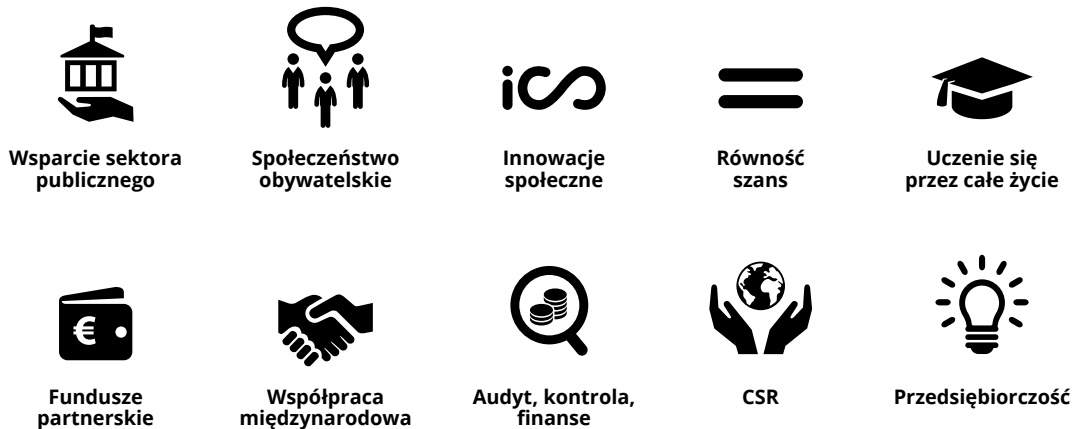 ics
Wsparcie sektora
publicznego
Społeczeństwo
obywatelskie
Innowacje
społeczne
Równość
szans
Uczenie się
przez całe życie
€
Fundusze
partnerskie
Współpraca
międzynarodowa
Audyt, kontrola,
finanse
CSR
Przedsiębiorczość